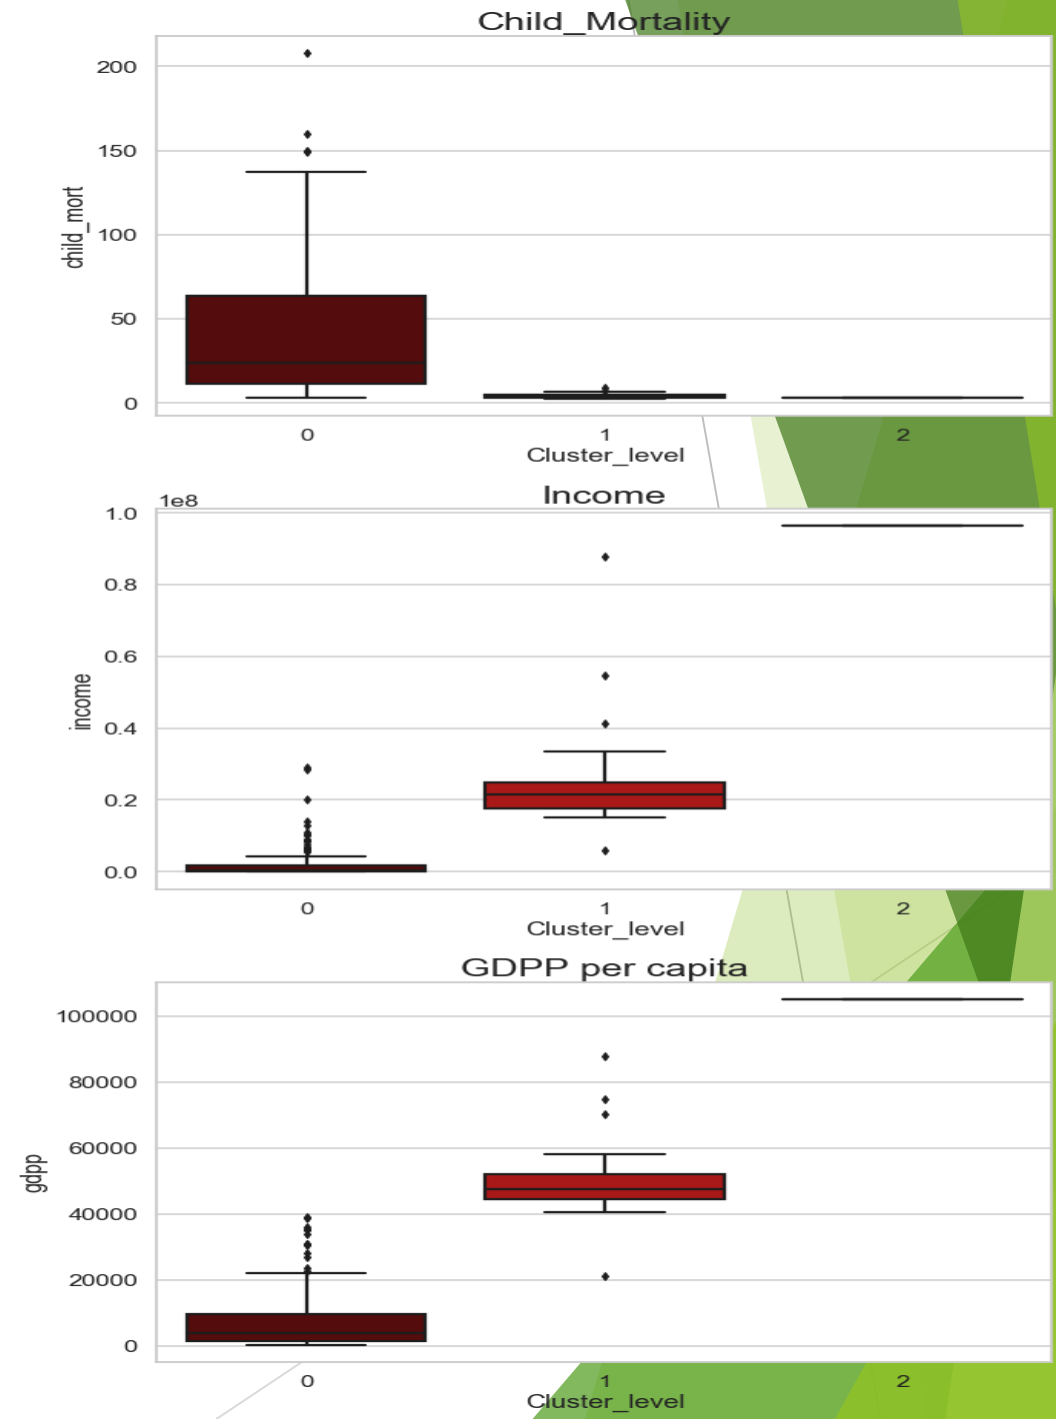 Child_Mortality
200
150
100
50
0
child_mort
0 1 2
Cluster_level
Income
1e8
1.0
0.8
0.6
0.4
0.2
0.0
income
0 1 2
Cluster_level
GDPP per capita
100000
80000
60000
40000
20000
0
gdpp
0 1 2
Cluster_level